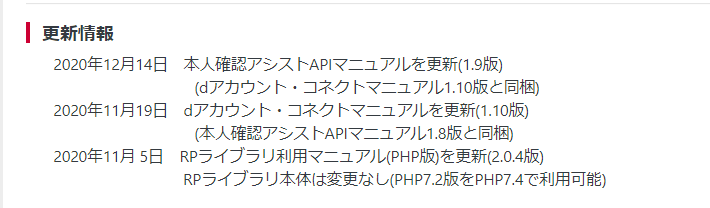 更新情報
2020年12月14日　本人確認アシストAPIマニュアルを更新(1.9版)
(dアカウント・コネクトマニュアル1.10版と同梱)
2020年11月19日　dアカウント・コネクトマニュアルを更新(1.10版)
(本人確認アシストAPIマニュアル1.8版と同梱)
2020年11月 5日　RPライブラリ利用マニュアル(PHP版)を更新(2.0.4版)
RPライブラリ本体は変更なし(PHP7.2版をPHP7.4で利用可能)